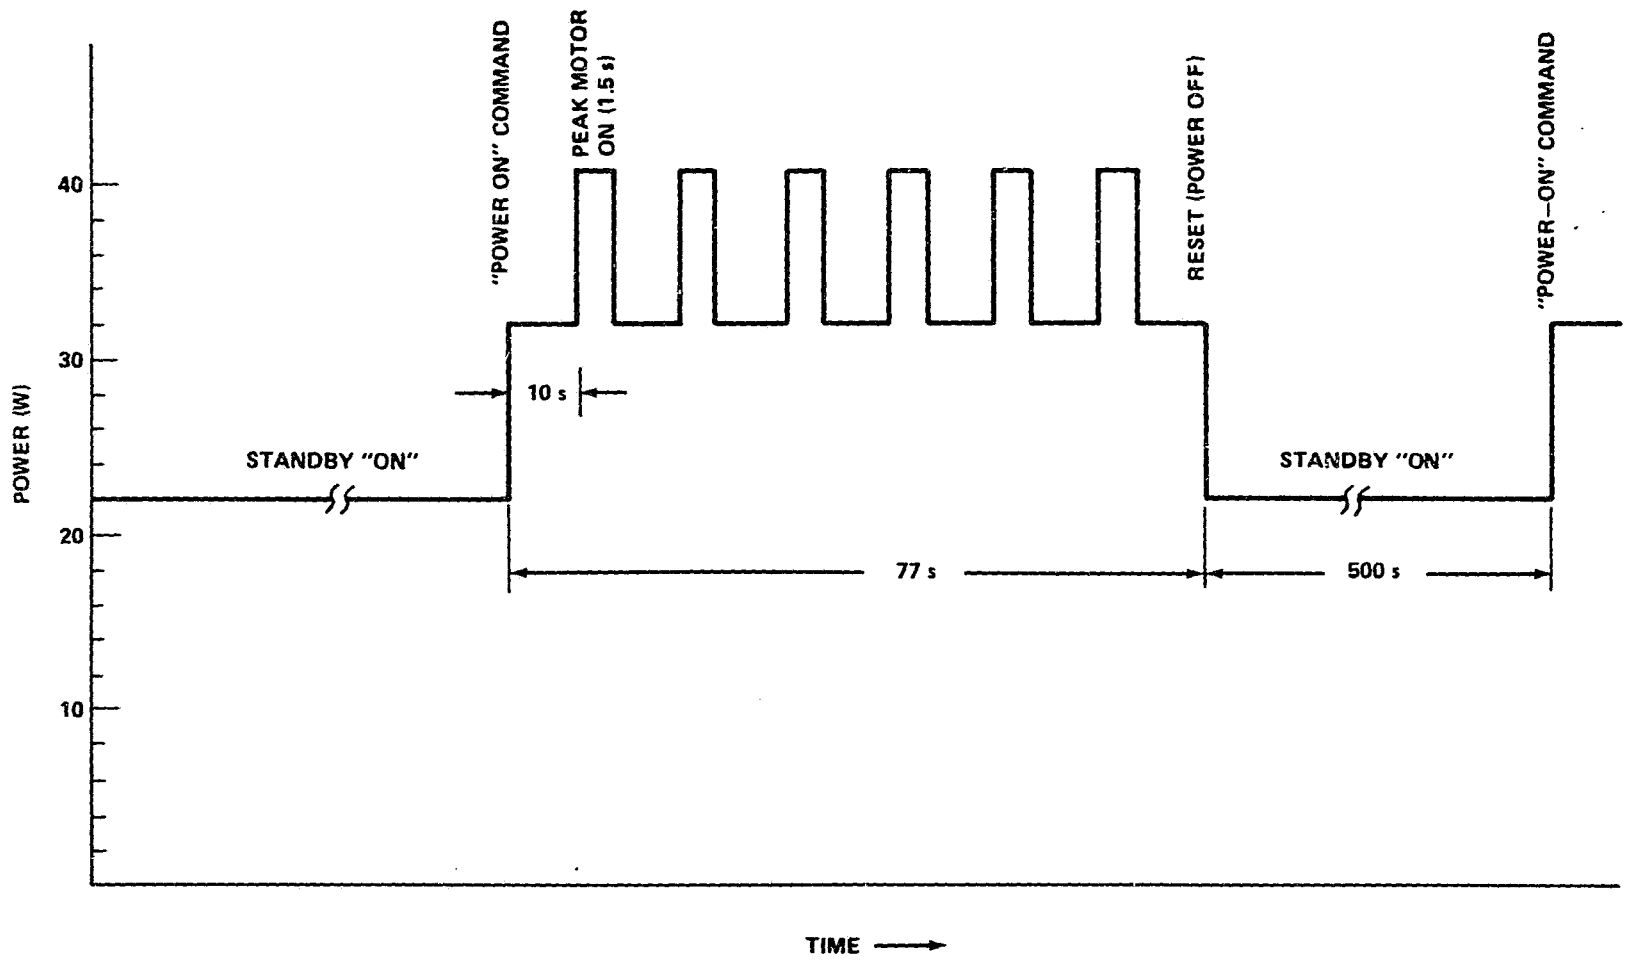 "POWER ON" COMMAND
PEAK MOTOR
ON (1.5 s)
RESET (POWER OFF)
"POWER–ON" COMMAND
40
30
20
10
POWER (W)
10 s
STANDBY "ON"
STANDBY "ON"
77 s
500 s
TIME